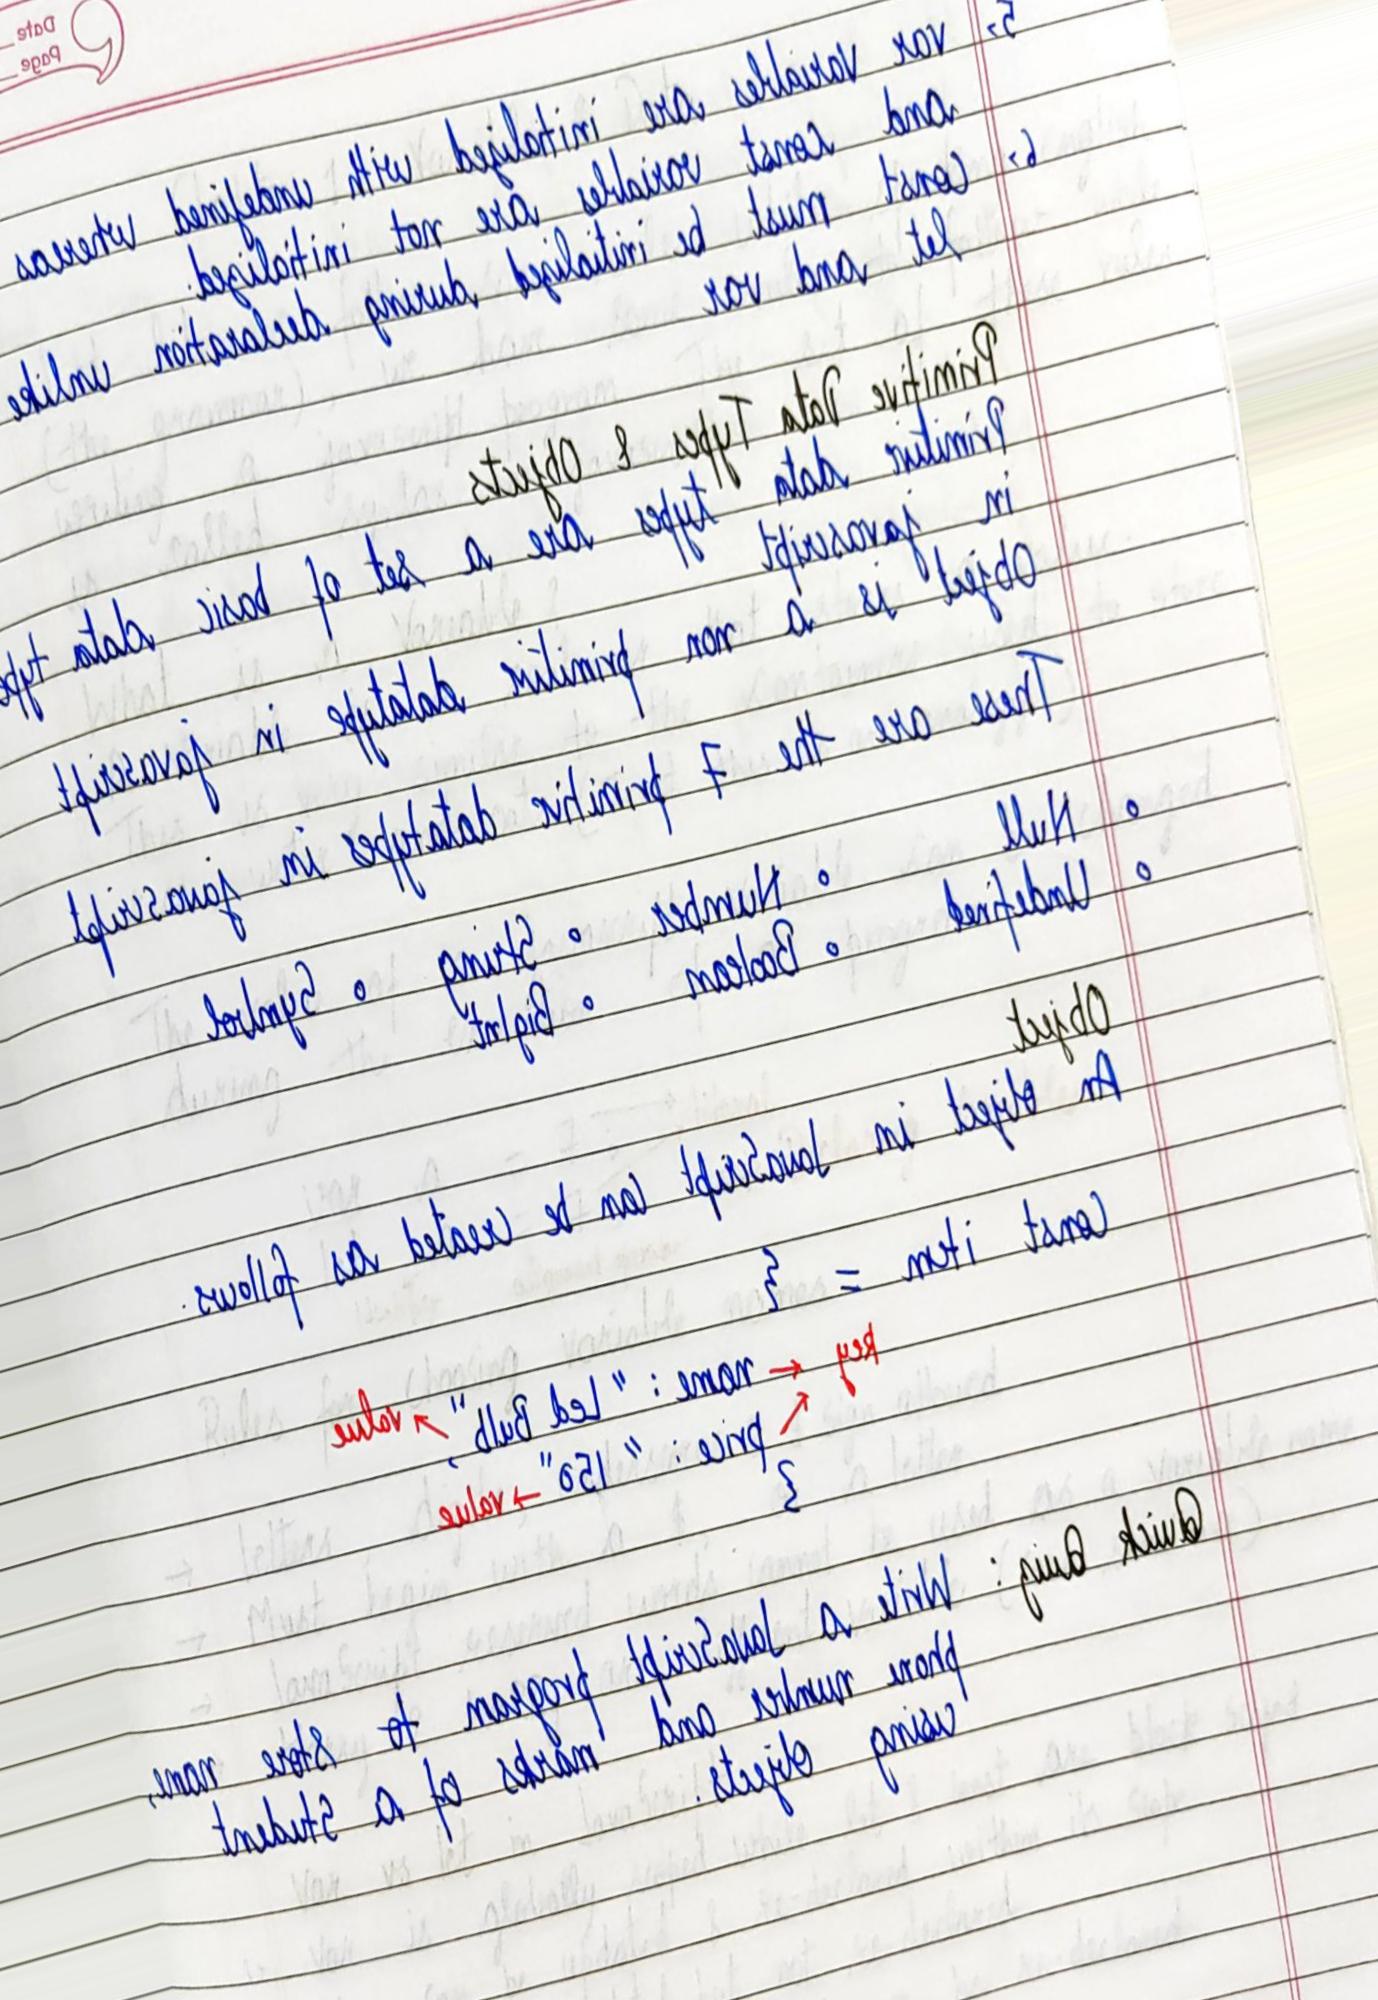 Date
Page
5→ var variables are initialized with undefined whereas
and const variables are not initialized.
6→ const must be initialized during declaration unlike
let and var
Primitive Data Types & Objects
Primitive data types are a set of basic data type
in javascript
Object is a non primitive datatype in javascript
These are the 7 primitive datatypes in javascript
• Null • Number • String • Symbol
• Undefined • Boolean • BigInt
Object
An object in JavaScript can be created as follows.
const item = {
name : "Led Bulb", → value
key
price : "150" → value
}
Quick Quiz : Write a JavaScript program to store name,
phone number and marks of a student
using objects.